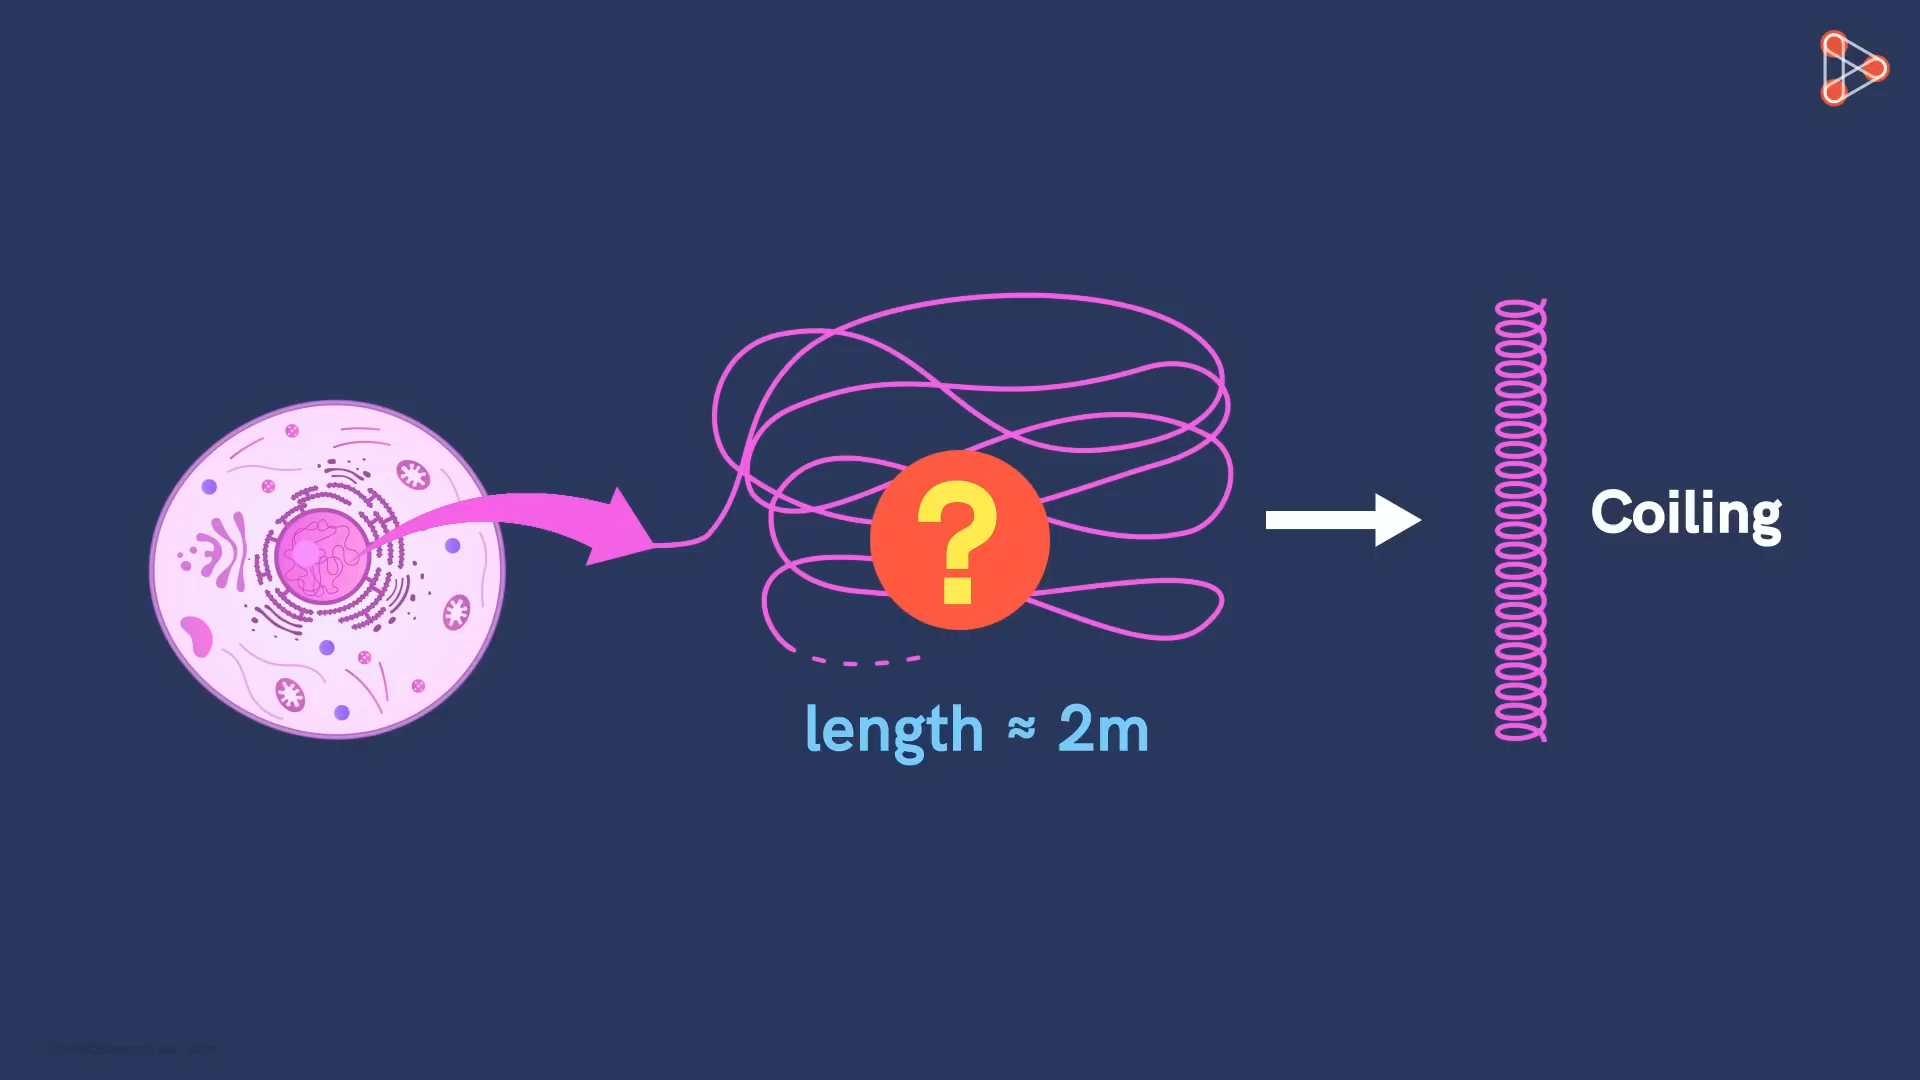 ?
length ≈ 2m
Coiling